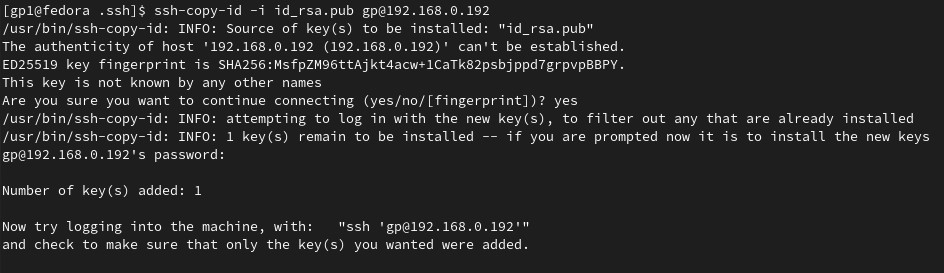 [gp1@fedora .ssh]$ ssh-copy-id -i id_rsa.pub gp@192.168.0.192
/usr/bin/ssh-copy-id: INFO: Source of key(s) to be installed: "id_rsa.pub"
The authenticity of host '192.168.0.192 (192.168.0.192)' can't be established.
ED25519 key fingerprint is SHA256:MsfpZM96ttAjkt4acw+1CaTk82psbjppd7grpvpBBPY.
This key is not known by any other names
Are you sure you want to continue connecting (yes/no/[fingerprint])? yes
/usr/bin/ssh-copy-id: INFO: attempting to log in with the new key(s), to filter out any that are already installed
/usr/bin/ssh-copy-id: INFO: 1 key(s) remain to be installed -- if you are prompted now it is to install the new keys
gp@192.168.0.192's password:
Number of key(s) added: 1
Now try logging into the machine, with:   "ssh 'gp@192.168.0.192'"
and check to make sure that only the key(s) you wanted were added.